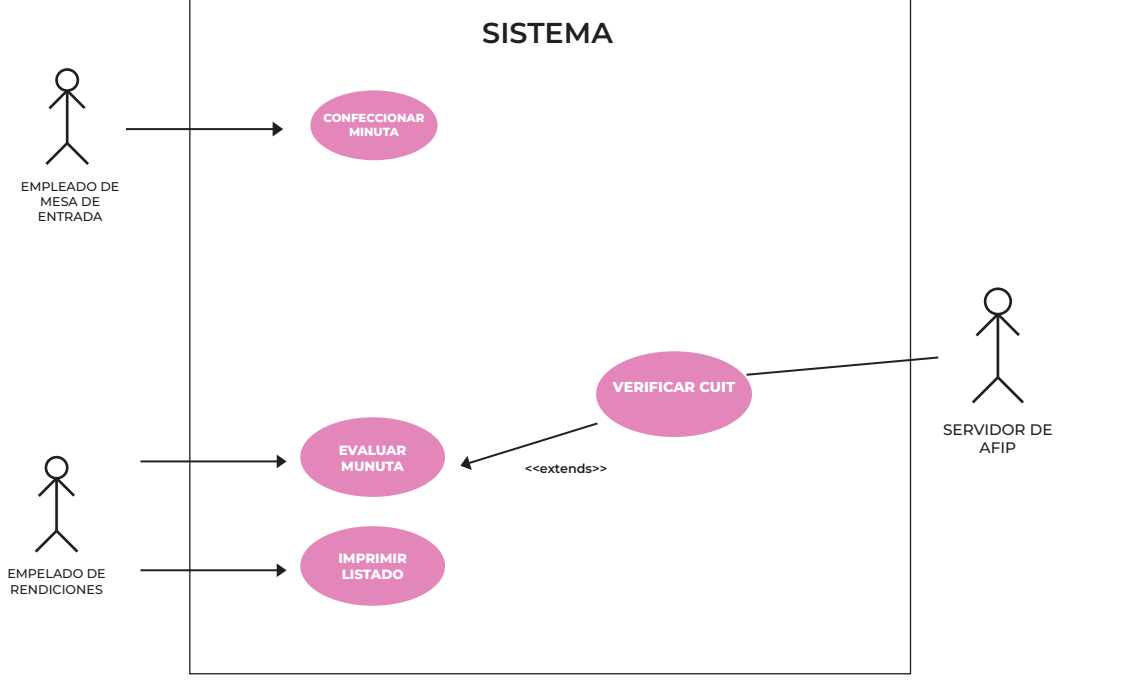 SISTEMA
CONFECCIONAR
MINUTA
EMPLEADO DE
MESA DE
ENTRADA
VERIFICAR CUIT
SERVIDOR DE
AFIP
EVALUAR
MUNUTA
<<extends>>
IMPRIMIR
LISTADO
EMPELADO DE
RENDICIONES